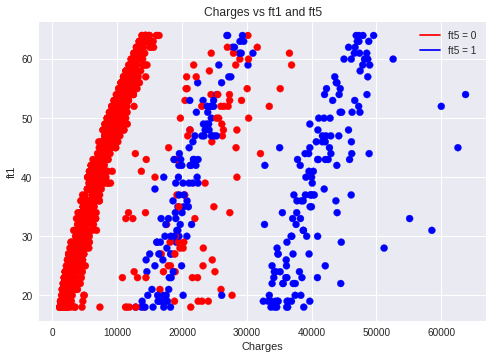 Charges vs ft1 and ft5
ft5 = 0
ft5 = 1
60
50
40
30
20
ft1
0 10000 20000 30000 40000 50000 60000
Charges